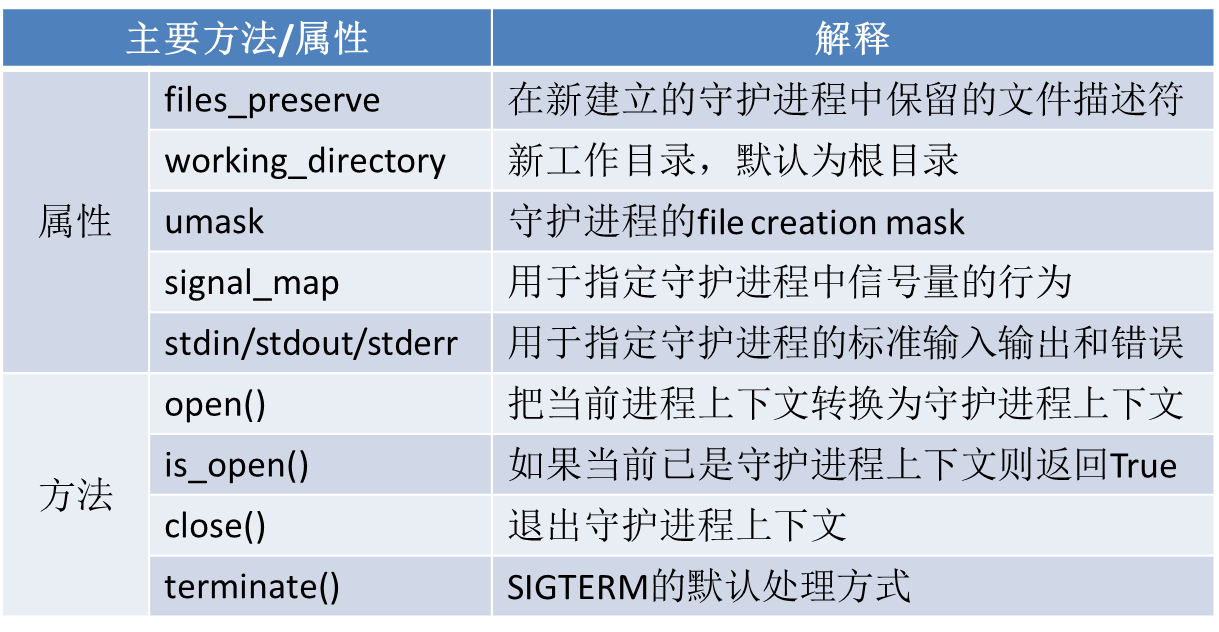 主要方法/属性 解释
属性
files_preserve 在新建立的守护进程中保留的文件描述符
working_directory 新工作目录，默认为根目录
umask 守护进程的file creation mask
signal_map 用于指定守护进程中信号量的行为
stdin/stdout/stderr 用于指定守护进程的标准输入输出和错误
方法
open() 把当前进程上下文转换为守护进程上下文
is_open() 如果当前已是守护进程上下文则返回True
close() 退出守护进程上下文
terminate() SIGTERM的默认处理方式